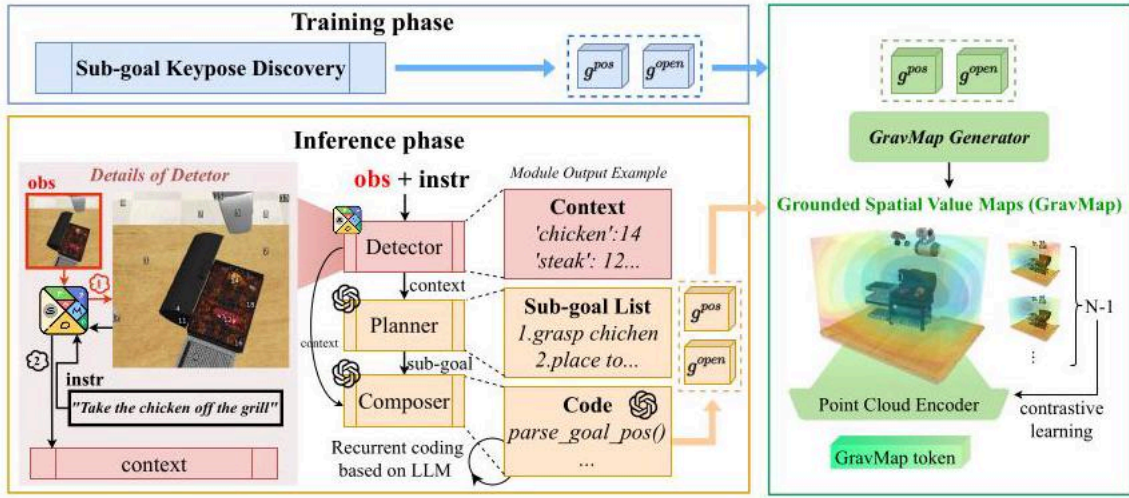 Training phase
Sub-goal Keypose Discovery
g^pos
g^open
Inference phase
Details of Detetor
obs
1
2
instr
"Take the chicken off the grill"
context
obs + instr
Detector
context
Planner
context
sub-goal
Composer
Recurrent coding
based on LLM
Module Output Example
Context
'chicken':14
'steak': 12...
Sub-goal List
1.grasp chichen
2.place to...
Code
parse_goal_pos()
...
g^pos
g^open
g^pos
g^open
GravMap Generator
Grounded Spatial Value Maps (GravMap)
N-1
⋮
Point Cloud Encoder
contrastive
learning
GravMap token